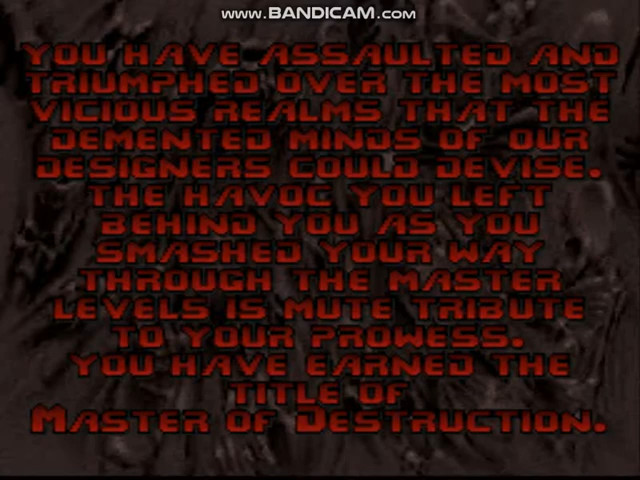 www.BANDICAM.com
YOU HAVE ASSAULTED AND
TRIUMPHED OVER THE MOST
VICIOUS REALMS THAT THE
DEMENTED MINDS OF OUR
DESIGNERS COULD DEVISE.
THE HAVOC YOU LEFT
BEHIND YOU AS YOU
SMASHED YOUR WAY
THROUGH THE MASTER
LEVELS IS MUTE TRIBUTE
TO YOUR PROWESS.
YOU HAVE EARNED THE
TITLE OF
MASTER OF DESTRUCTION.